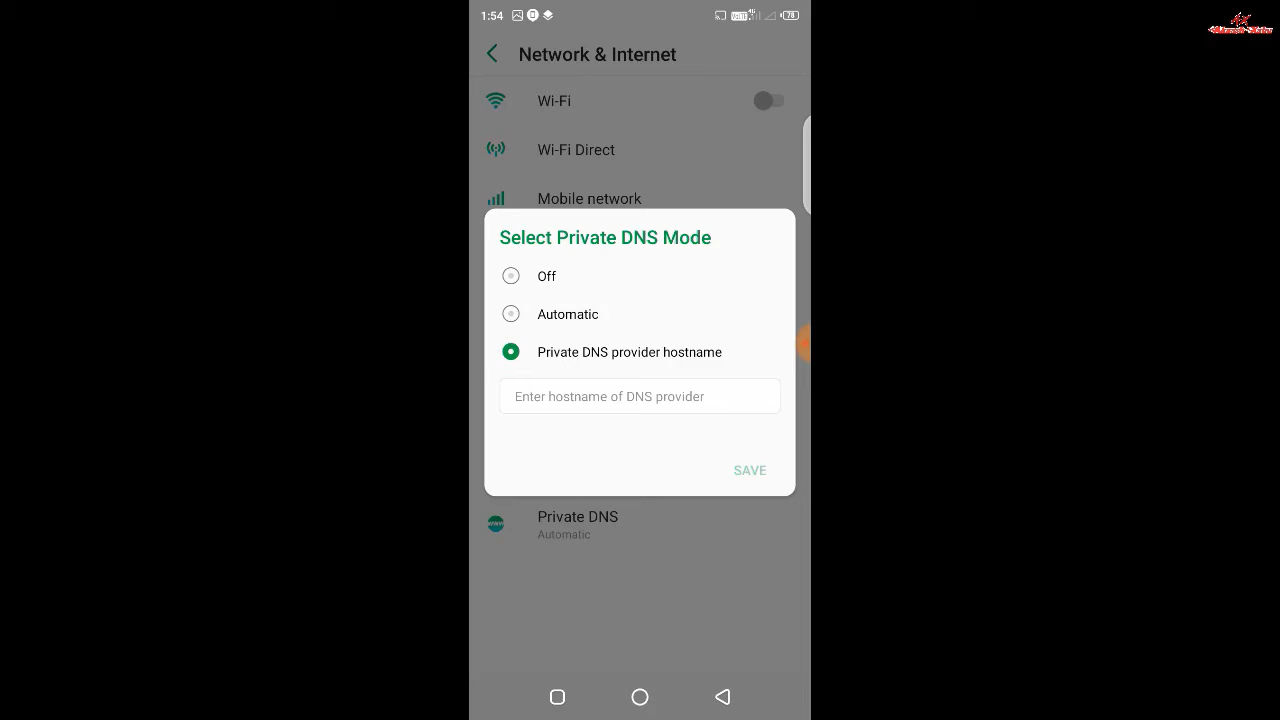 1:54
78
Network & Internet
Wi-Fi
Wi-Fi Direct
Mobile network
Select Private DNS Mode
Off
Automatic
Private DNS provider hostname
Enter hostname of DNS provider
SAVE
Private DNS
Automatic